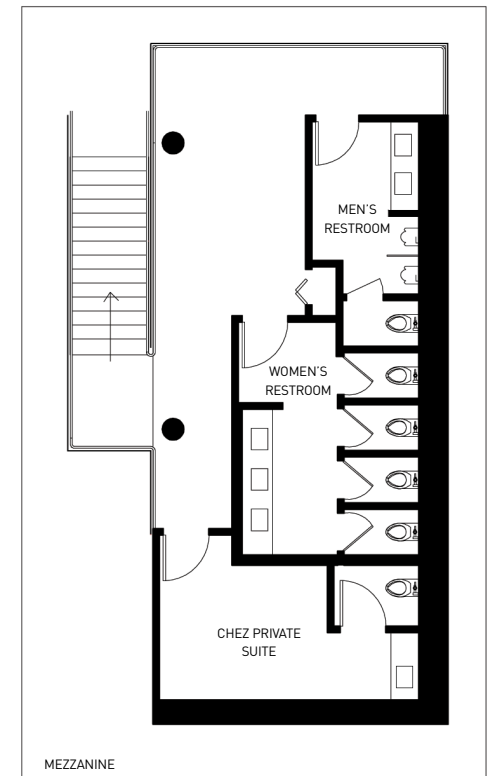 MEN'S
RESTROOM
WOMEN'S
RESTROOM
CHEZ PRIVATE
SUITE
MEZZANINE